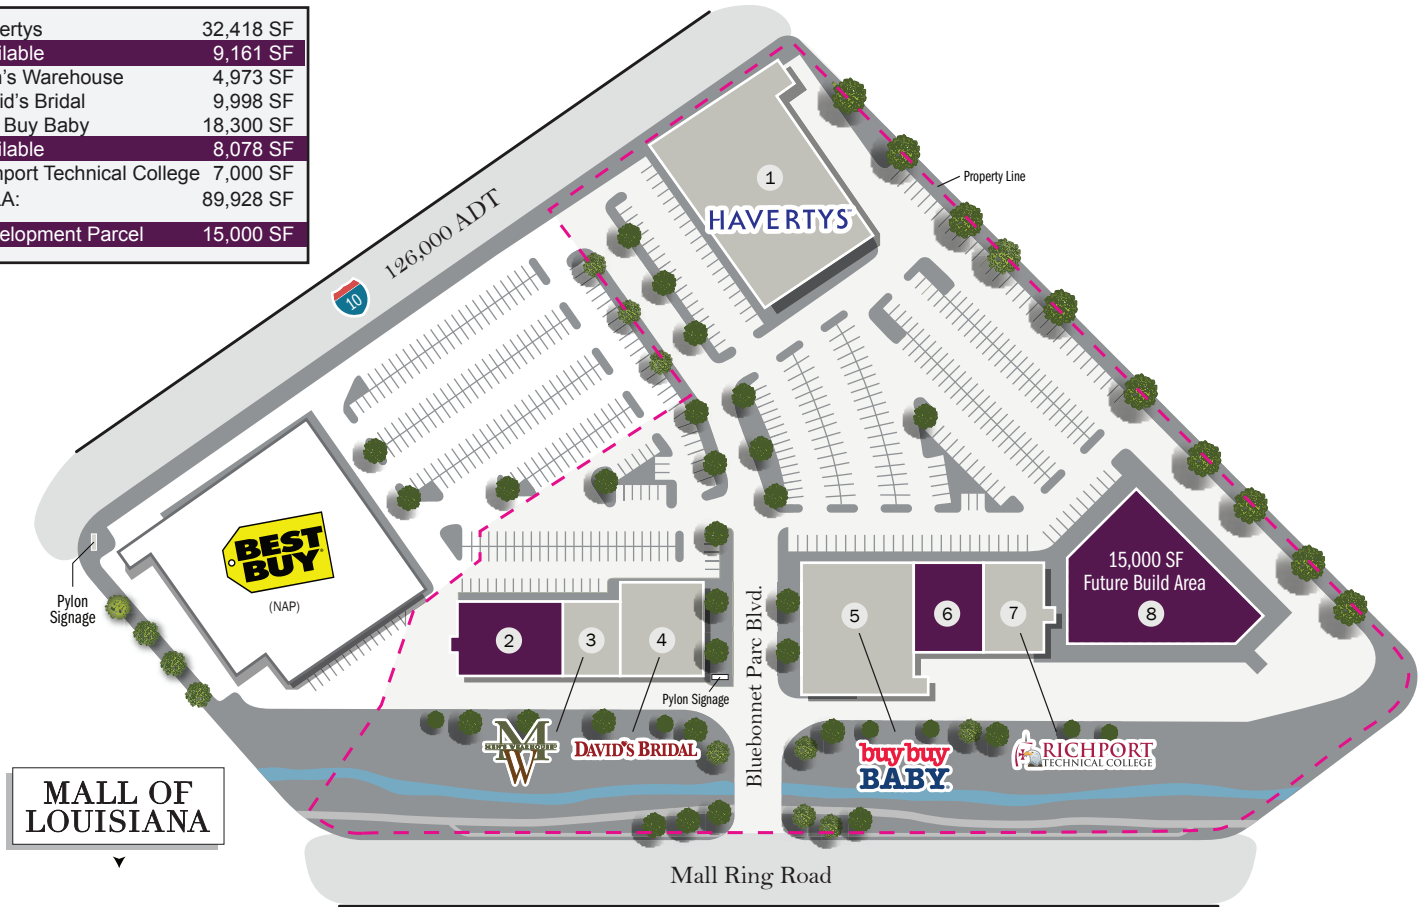 ertys 32,418 SF
ilable 9,161 SF
's Warehouse 4,973 SF
id's Bridal 9,998 SF
Buy Baby 18,300 SF
ilable 8,078 SF
hport Technical College 7,000 SF
A: 89,928 SF
elopment Parcel 15,000 SF
126,000 ADT
10
1
HAVERTYS
Property Line
BEST
BUY
(NAP)
Pylon
Signage
15,000 SF
Future Build Area
8
2
3
4
5
6
7
Pylon Signage
Bluebonnet Parc Blvd.
M
MEN'S WEARHOUSE
W
DAVID'S BRIDAL
buybuy
BABY
RICHPORT
TECHNICAL COLLEGE
MALL OF
LOUISIANA
Mall Ring Road